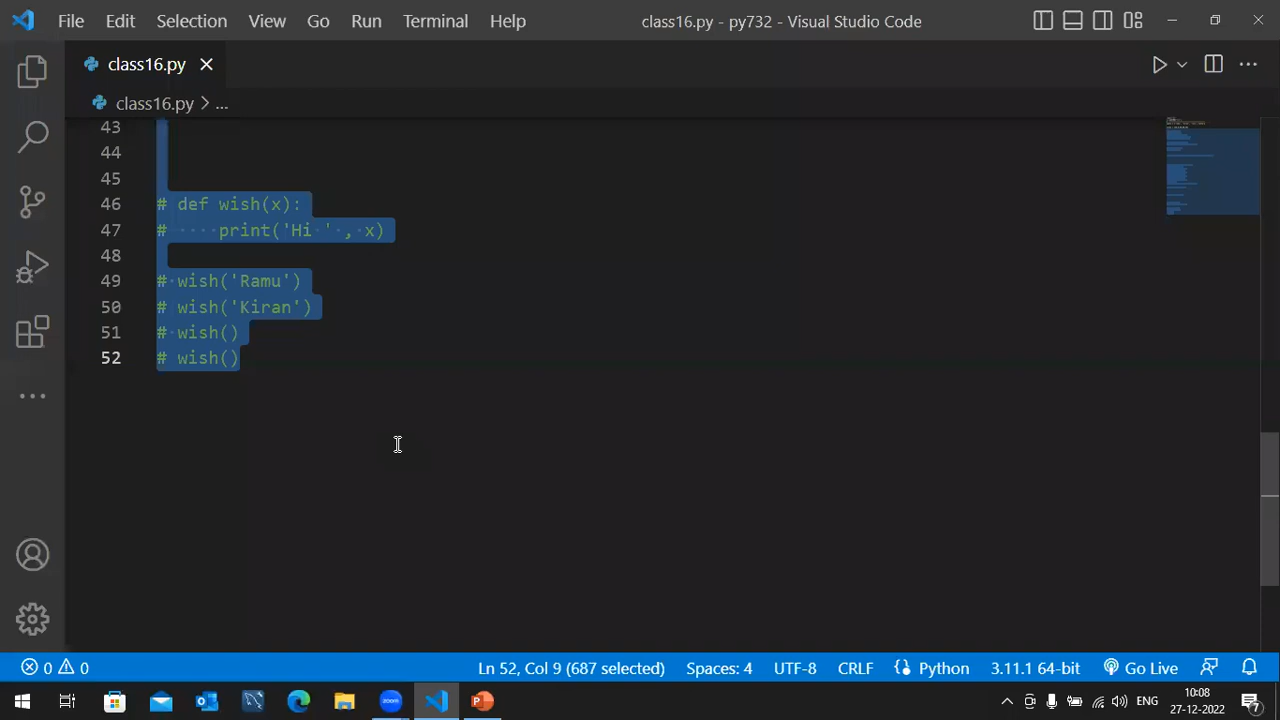 File Edit Selection View Go Run Terminal Help class16.py - py732 - Visual Studio Code
class16.py
class16.py > ...
43
44
45
46 # def wish(x):
47 #     print('Hi ' , x)
48
49 # wish('Ramu')
50 # wish('Kiran')
51 # wish()
52 # wish()
0 0 Ln 52, Col 9 (687 selected) Spaces: 4 UTF-8 CRLF Python 3.11.1 64-bit Go Live
zoom ENG 10:08
27-12-2022 7